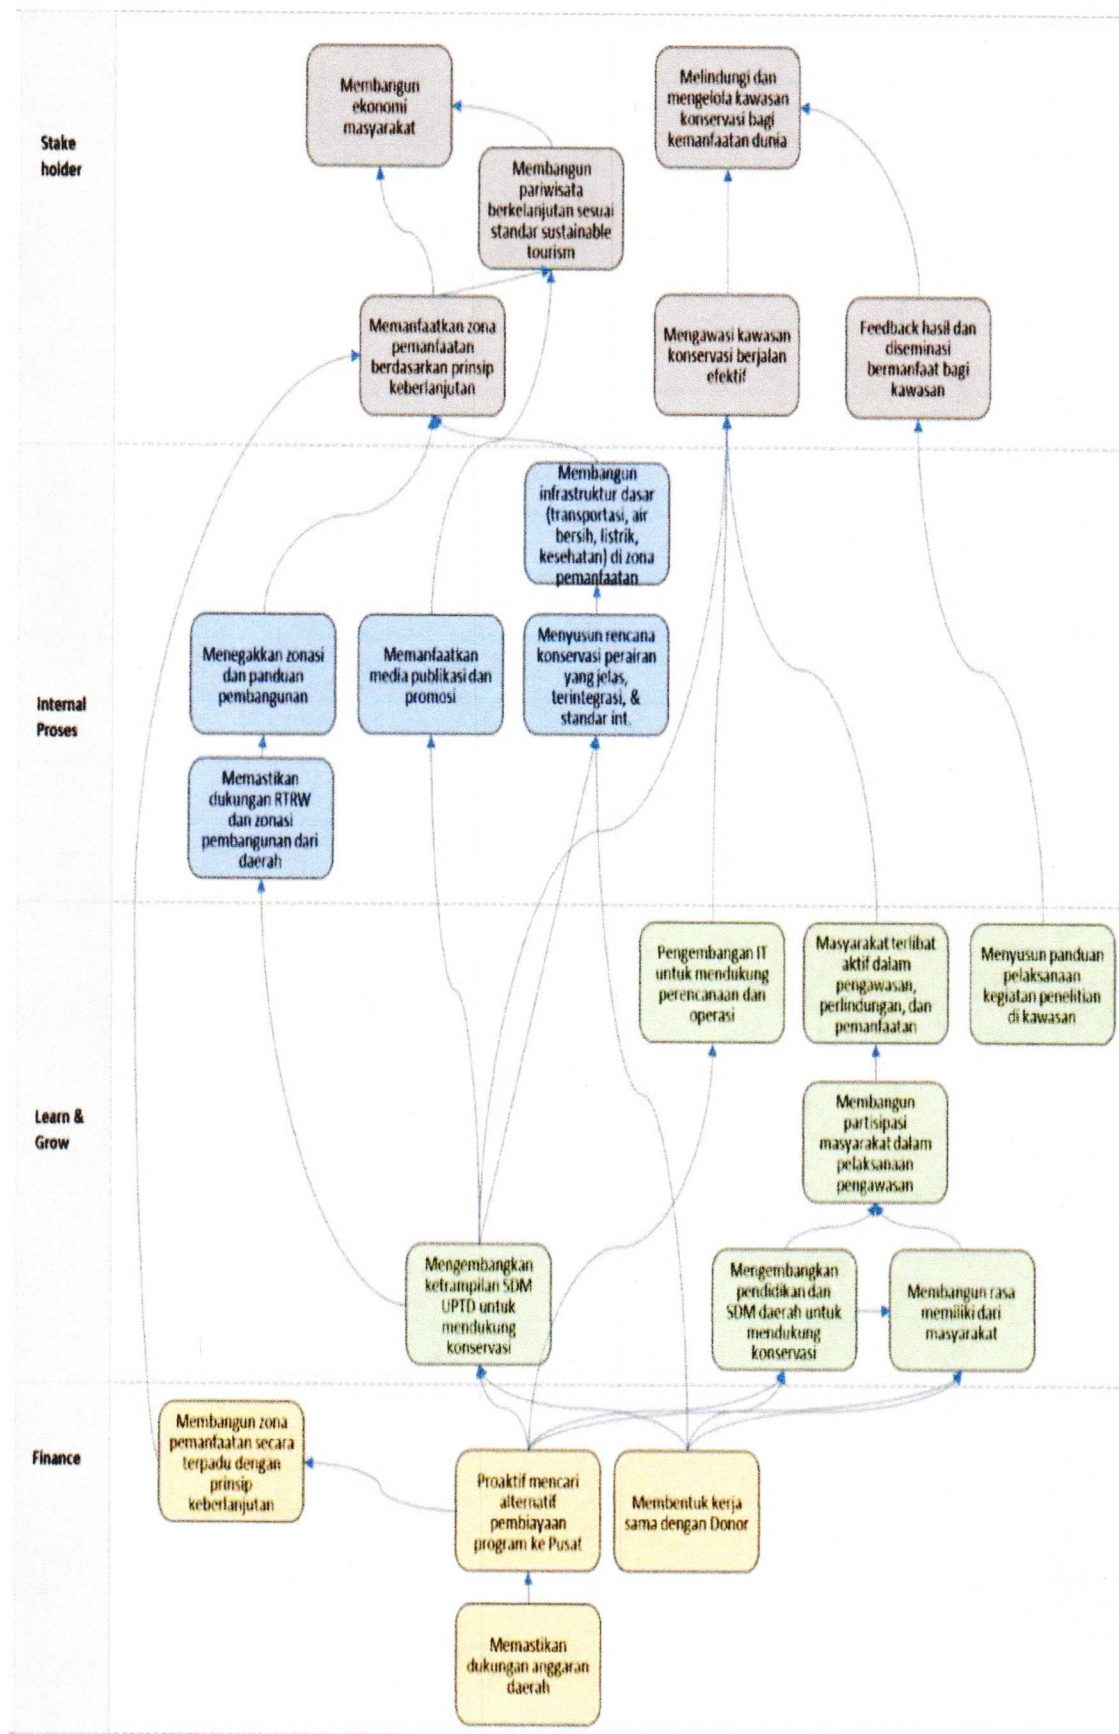 Stake
holder
Membangun
ekonomi
masyarakat
Melindungi dan
mengelola kawasan
konservasi bagi
kemanfaatan dunia
Membangun
pariwisata
berkelanjutan sesuai
standar sustainable
tourism
Memanfaatkan zona
pemanfaatan
berdasarkan prinsip
keberlanjutan
Mengawasi kawasan
konservasi berjalan
efektif
Feedback hasil dan
diseminasi
bermanfaat bagi
kawasan
Internal
Proses
Membangun
infrastruktur dasar
(transportasi, air
bersih, listrik,
kesehatan) di zona
pemanfaatan
Menegakkan zonasi
dan panduan
pembangunan
Memanfaatkan
media publikasi dan
promosi
Menyusun rencana
konservasi perairan
yang jelas,
terintegrasi, &
standar int.
Memastikan
dukungan RTRW
dan zonasi
pembangunan dari
daerah
Learn &
Grow
Pengembangan IT
untuk mendukung
perencanaan dan
operasi
Masyarakat terlibat
aktif dalam
pengawasan,
perlindungan, dan
pemanfaatan
Menyusun panduan
pelaksanaan
kegiatan penelitian
di kawasan
Membangun
partisipasi
masyarakat dalam
pelaksanaan
pengawasan
Mengembangkan
ketrampilan SDM
UPTD untuk
mendukung
konservasi
Mengembangkan
pendidikan dan
SDM daerah untuk
mendukung
konservasi
Membangun rasa
memiliki dari
masyarakat
Finance
Membangun zona
pemanfaatan secara
terpadu dengan
prinsip
keberlanjutan
Proaktif mencari
alternatif
pembiayaan
program ke Pusat
Membentuk kerja
sama dengan Donor
Memastikan
dukungan anggaran
daerah